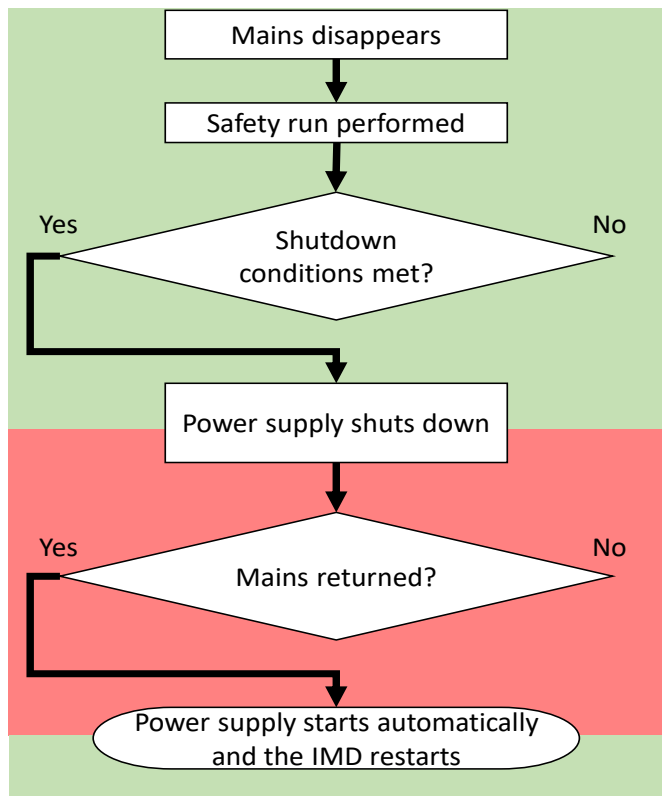 Mains disappears
Safety run performed
Yes
No
Shutdown
conditions met?
Power supply shuts down
Yes
No
Mains returned?
Power supply starts automatically
and the IMD restarts